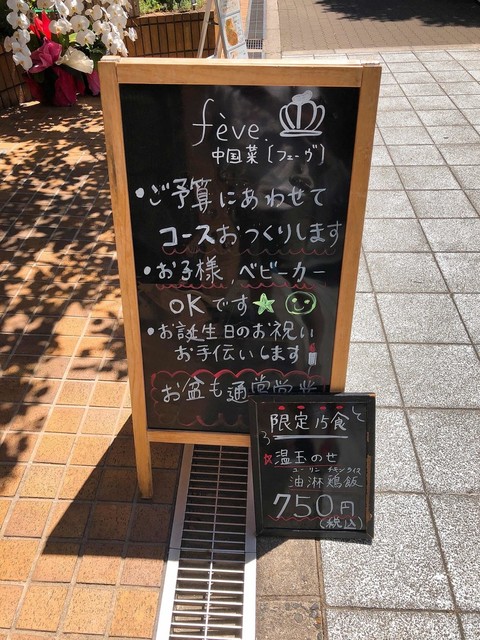 fève.
中国菜〔フェーヴ〕
・ご予算にあわせて
コースおつくりします
・お子様、ベビーカー
OKです
・お誕生日のお祝い
お手伝いします
お盆も通常営業
限定15食
温玉のせ
ユーリン チキンライス
油淋鶏飯
750円
(税込)